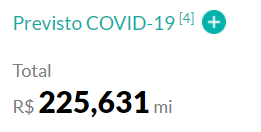 Previsto COVID-19 [4] +
Total
R$ 225,631 mi